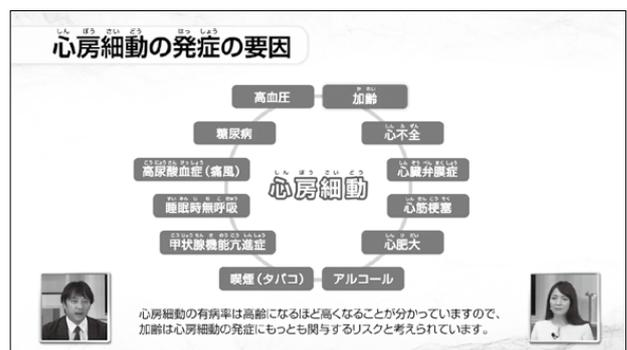 心房細動の発症の要因
高血圧
加齢
糖尿病
心不全
高尿酸血症（痛風）
心臓弁膜症
心房細動
睡眠時無呼吸
心筋梗塞
甲状腺機能亢進症
心肥大
喫煙（タバコ）
アルコール
心房細動の有病率は高齢になるほど高くなることが分かっていますので、
加齢は心房細動の発症にもっとも関与するリスクと考えられています。